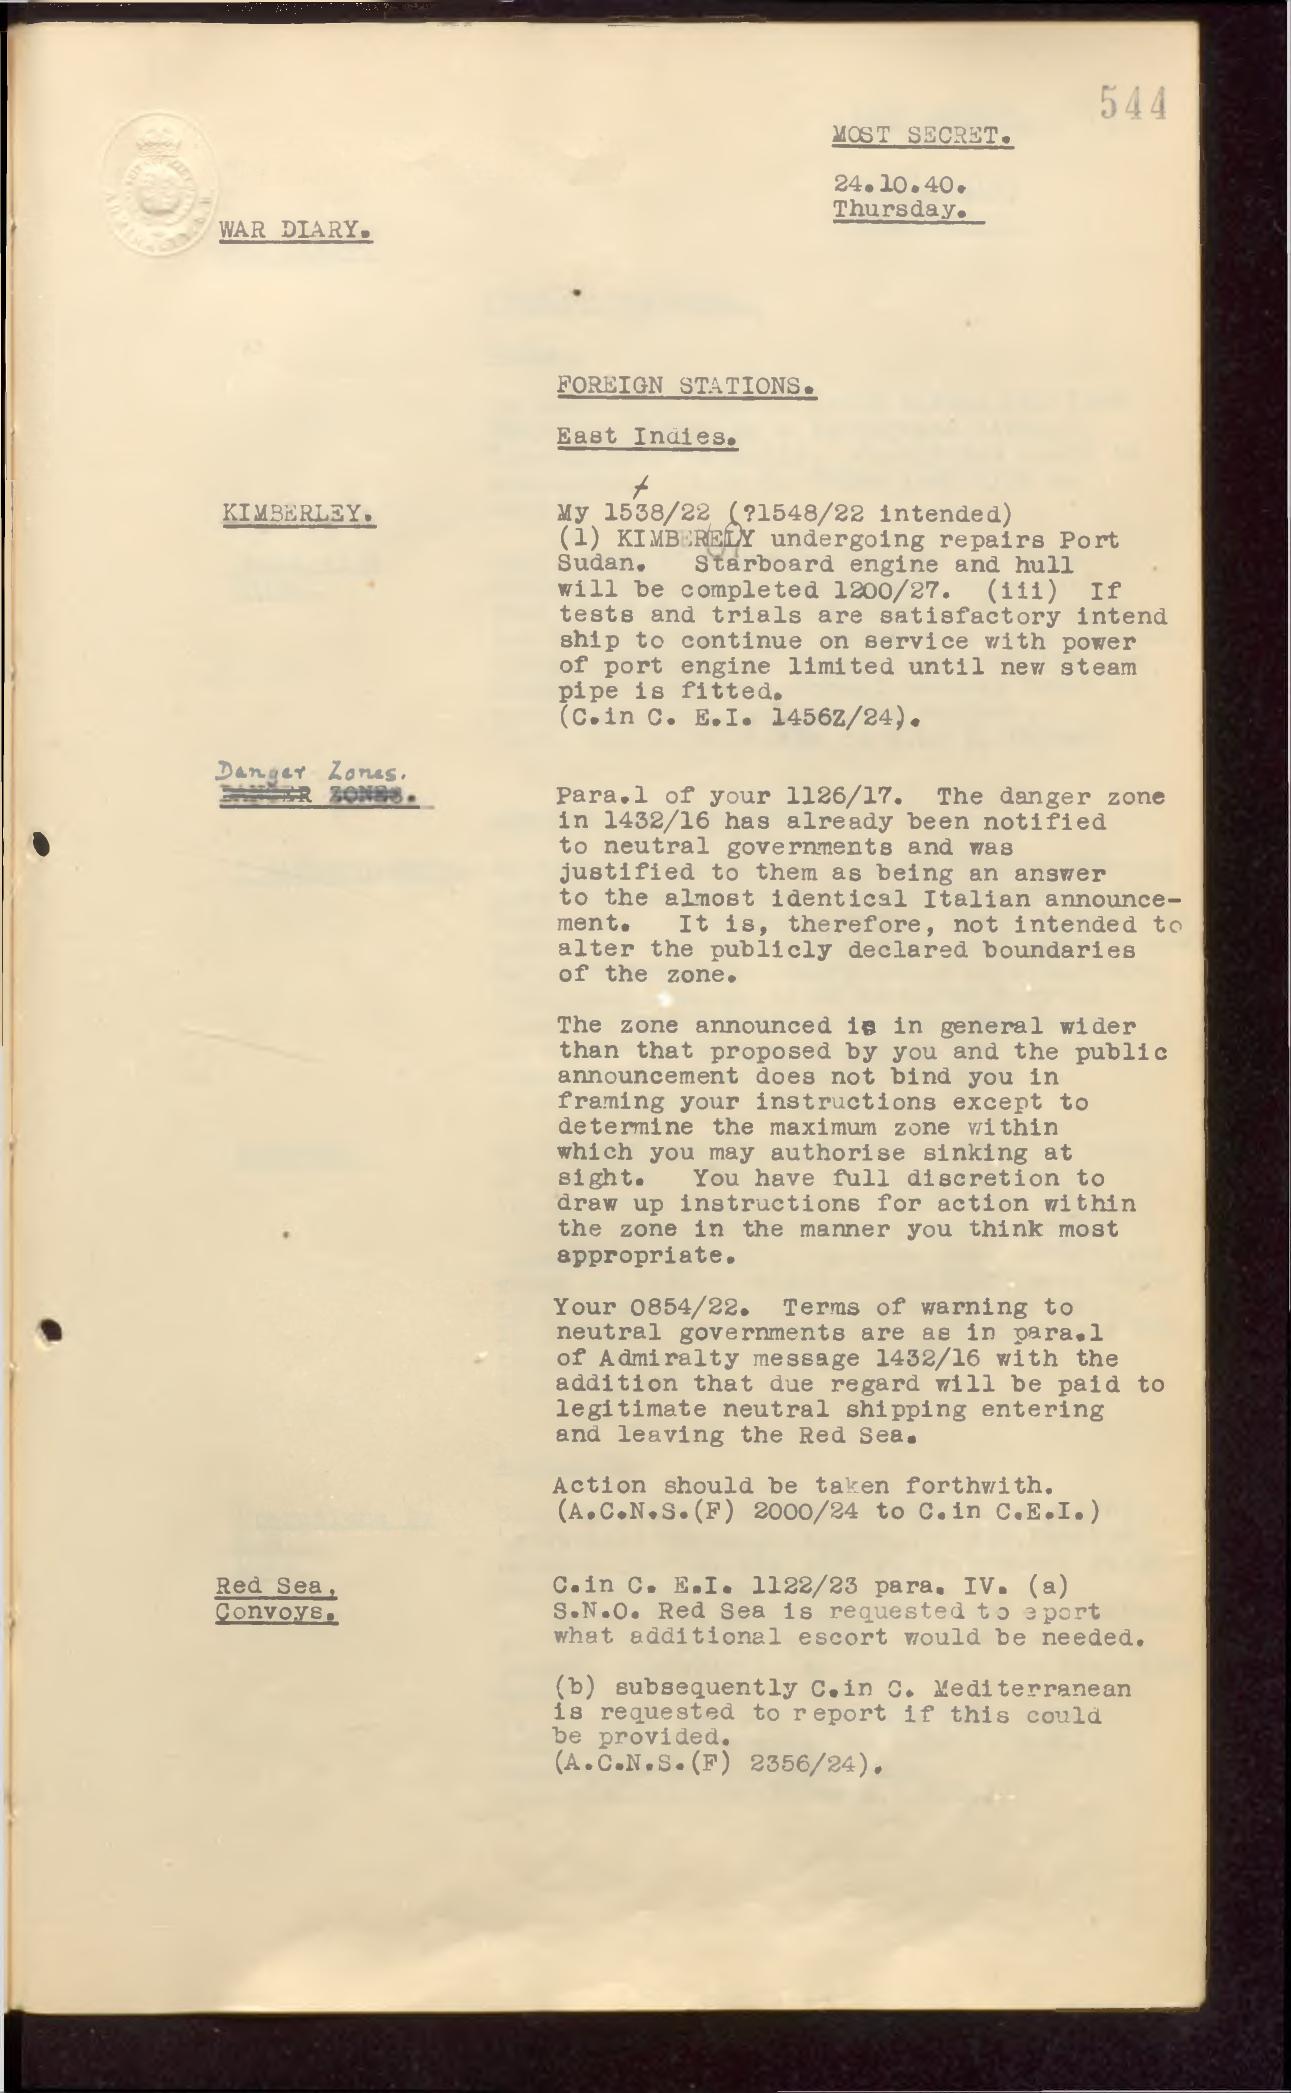 544
MOST SECRET.
24.10.40.
Thursday.
WAR DIARY.
FOREIGN STATIONS.
East Indies.
KIMBERLEY.
My 1538/22 (?1548/22 intended)
(1) KIMBERELY undergoing repairs Port
Sudan. Starboard engine and hull
will be completed 1200/27. (iii) If
tests and trials are satisfactory intend
ship to continue on service with power
of port engine limited until new steam
pipe is fitted.
(C.in C. E.I. 1456Z/24).
Danger Zones.
DANGER ZONES.
Para.1 of your 1126/17. The danger zone
in 1432/16 has already been notified
to neutral governments and was
justified to them as being an answer
to the almost identical Italian announce-
ment. It is, therefore, not intended to
alter the publicly declared boundaries
of the zone.
The zone announced is in general wider
than that proposed by you and the public
announcement does not bind you in
framing your instructions except to
determine the maximum zone within
which you may authorise sinking at
sight. You have full discretion to
draw up instructions for action within
the zone in the manner you think most
appropriate.
Your 0854/22. Terms of warning to
neutral governments are as in para.1
of Admiralty message 1432/16 with the
addition that due regard will be paid to
legitimate neutral shipping entering
and leaving the Red Sea.
Action should be taken forthwith.
(A.C.N.S.(F) 2000/24 to C.in C.E.I.)
Red Sea.
Convoys.
C.in C. E.I. 1122/23 para. IV. (a)
S.N.O. Red Sea is requested to eport
what additional escort would be needed.
(b) subsequently C.in C. Mediterranean
is requested to report if this could
be provided.
(A.C.N.S.(F) 2356/24).